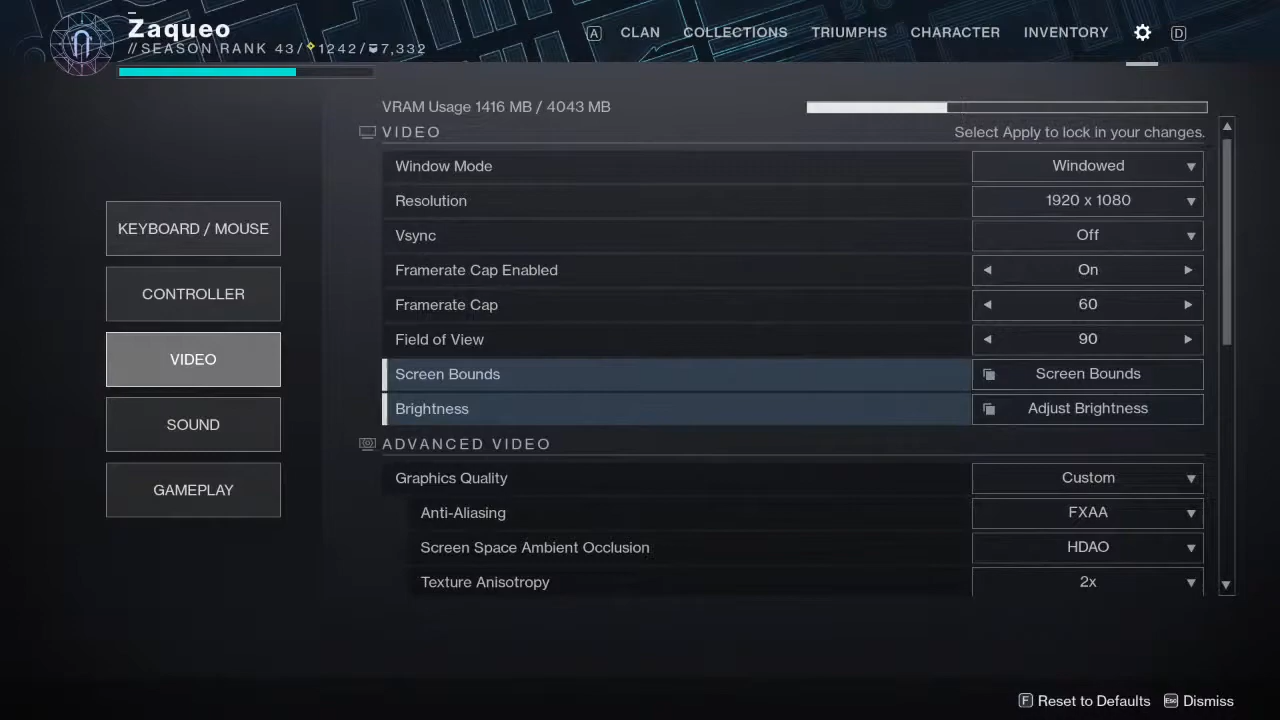 Zaqueo
// SEASON RANK 43 / 1242 / 7,332
A CLAN COLLECTIONS TRIUMPHS CHARACTER INVENTORY D
VRAM Usage 1416 MB / 4043 MB
VIDEO Select Apply to lock in your changes.
Window Mode Windowed
Resolution 1920 x 1080
Vsync Off
Framerate Cap Enabled On
Framerate Cap 60
Field of View 90
Screen Bounds Screen Bounds
Brightness Adjust Brightness
ADVANCED VIDEO
Graphics Quality Custom
Anti-Aliasing FXAA
Screen Space Ambient Occlusion HDAO
Texture Anisotropy 2x
KEYBOARD / MOUSE
CONTROLLER
VIDEO
SOUND
GAMEPLAY
F Reset to Defaults Esc Dismiss